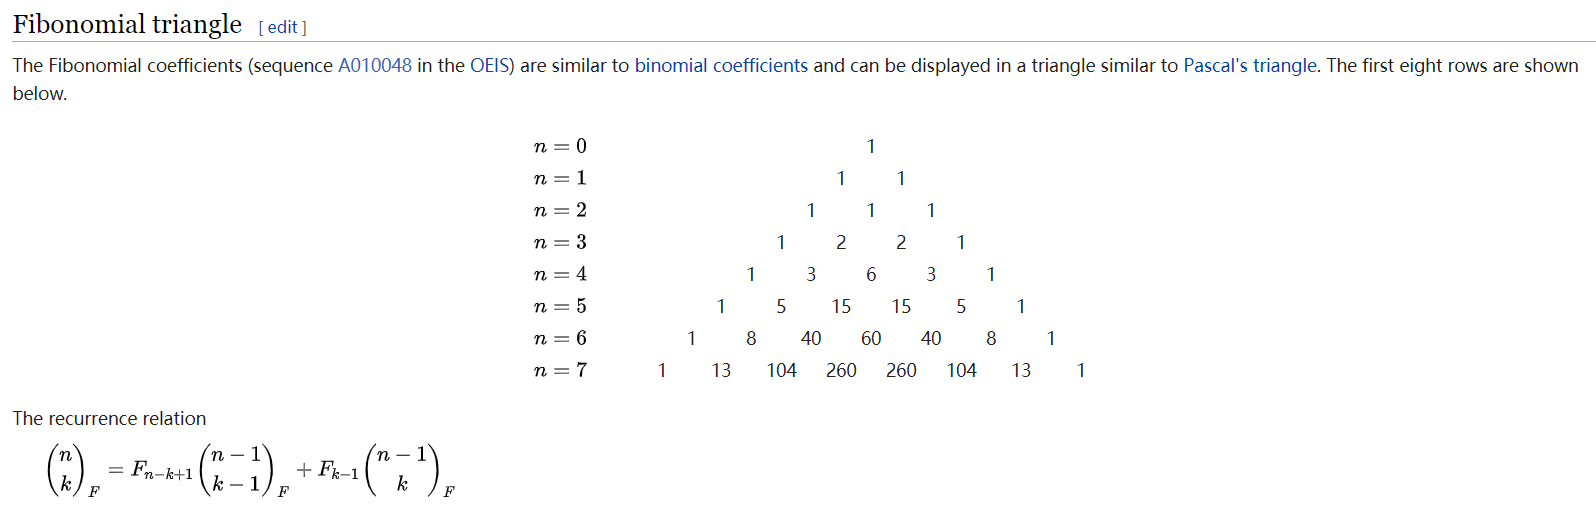 Fibonomial triangle [ edit ]
The Fibonomial coefficients (sequence A010048 in the OEIS) are similar to binomial coefficients and can be displayed in a triangle similar to Pascal's triangle. The first eight rows are shown
below.
n = 0 1
n = 1 1 1
n = 2 1 1 1
n = 3 1 2 2 1
n = 4 1 3 6 3 1
n = 5 1 5 15 15 5 1
n = 6 1 8 40 60 40 8 1
n = 7 1 13 104 260 260 104 13 1
The recurrence relation
\binom{n}{k}_F = F_{n-k+1} \binom{n-1}{k-1}_F + F_{k-1} \binom{n-1}{k}_F